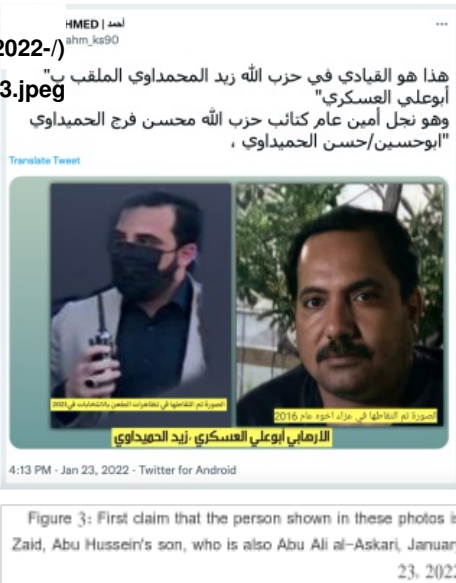 HMED | أحمد
ahm_ks90
2022-/)
3.jpeg
هذا هو القيادي في حزب الله زيد المحمداوي الملقب ب"
أبوعلي العسكري"
وهو نجل أمين عام كتائب حزب الله محسن فرج الحميداوي
"ابوحسين/حسن الحميداوي ،
Translate Tweet
الصورة تم التقاطها في تظاهرات الطعن بالانتخابات في 2021
الصورة تم التقاطها في عزاء اخوه عام 2016
الارهابي أبوعلي العسكري ،زيد الحميداوي
4:13 PM · Jan 23, 2022 · Twitter for Android
Figure 3: First claim that the person shown in these photos is
Zaid, Abu Hussein's son, who is also Abu Ali al-Askari, January
23, 2022